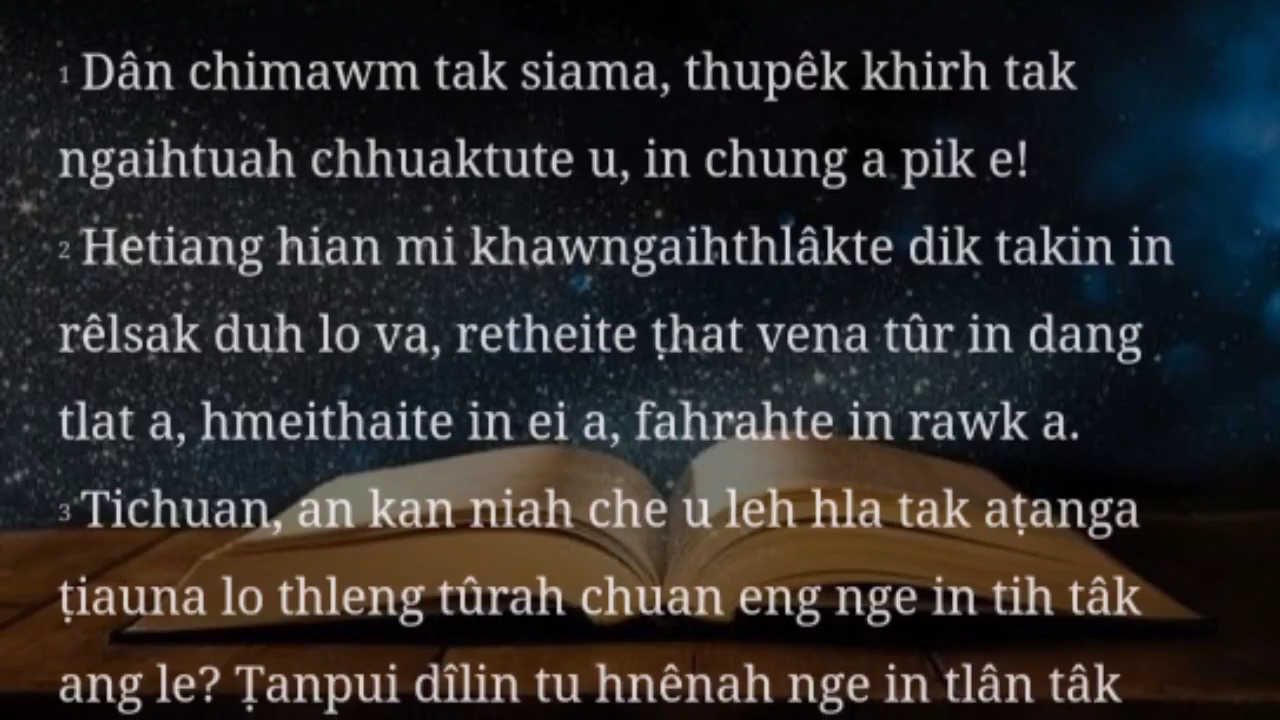 1 Dân chimawm tak siama, thupêk khirh tak
ngaihtuah chhuaktute u, in chung a pik e!
2 Hetiang hian mi khawngaihthlâkte dik takin in
rêlsak duh lo va, retheite ṭhat vena tûr in dang
tlat a, hmeithaite in ei a, fahrahte in rawk a.
3 Tichuan, an kan niah che u leh hla tak aṭanga
ṭiauna lo thleng tûrah chuan eng nge in tih tâk
ang le? Ṭanpui dîlin tu hnênah nge in tlân tâk